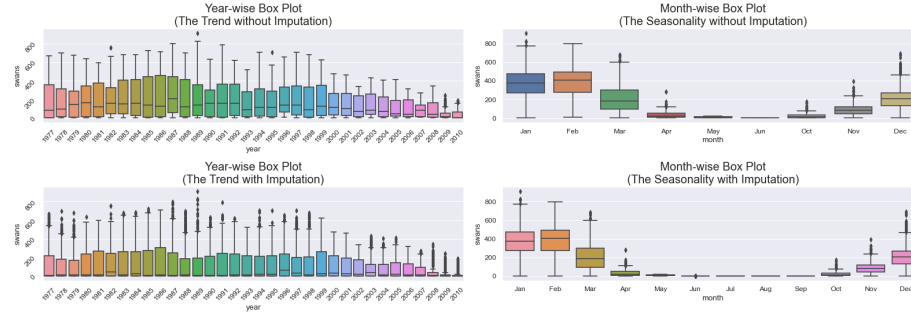 Year-wise Box Plot
(The Trend without Imputation)
swans
800
600
400
200
0
1977 1978 1979 1980 1981 1982 1983 1984 1985 1986 1987 1988 1989 1990 1991 1992 1993 1994 1995 1996 1997 1998 1999 2000 2001 2002 2003 2004 2005 2006 2007 2008 2009 2010
year
Month-wise Box Plot
(The Seasonality without Imputation)
swans
800
600
400
200
0
Jan Feb Mar Apr May Jun Oct Nov Dec
month
Year-wise Box Plot
(The Trend with Imputation)
swans
800
600
400
200
0
1977 1978 1979 1980 1981 1982 1983 1984 1985 1986 1987 1988 1989 1990 1991 1992 1993 1994 1995 1996 1997 1998 1999 2000 2001 2002 2003 2004 2005 2006 2007 2008 2009 2010
year
Month-wise Box Plot
(The Seasonality with Imputation)
swans
800
600
400
200
0
Jan Feb Mar Apr May Jun Jul Aug Sep Oct Nov Dec
month